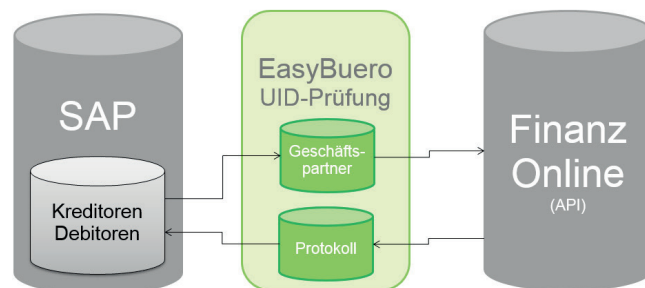 SAP
Kreditoren
Debitoren
EasyBuero
UID-Prüfung
Geschäfts-
partner
Protokoll
Finanz
Online
(API)